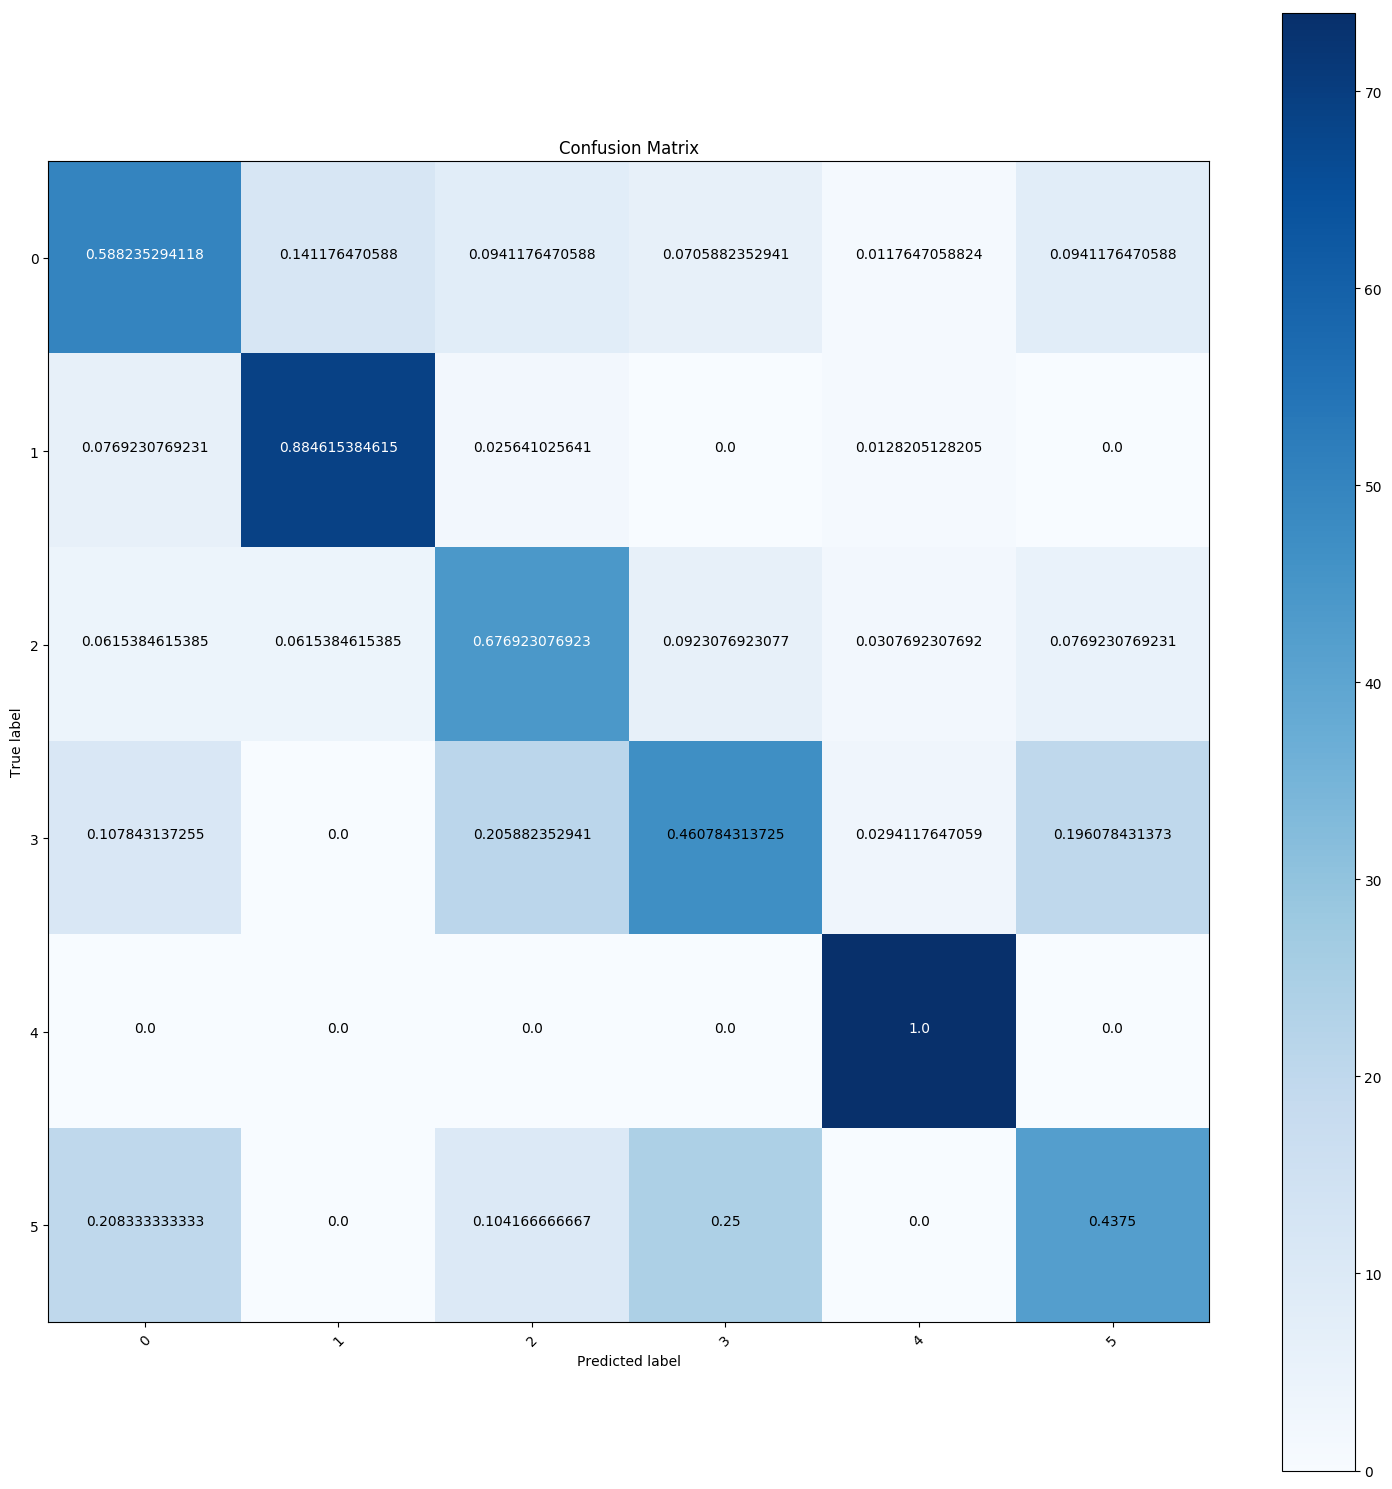 Confusion Matrix
0 0.588235294118 0.141176470588 0.0941176470588 0.0705882352941 0.0117647058824 0.0941176470588
1 0.0769230769231 0.884615384615 0.025641025641 0.0 0.0128205128205 0.0
2 0.0615384615385 0.0615384615385 0.676923076923 0.0923076923077 0.0307692307692 0.0769230769231
3 0.107843137255 0.0 0.205882352941 0.460784313725 0.0294117647059 0.196078431373
4 0.0 0.0 0.0 0.0 1.0 0.0
5 0.208333333333 0.0 0.104166666667 0.25 0.0 0.4375
0 1 2 3 4 5
Predicted label
True label
70
60
50
40
30
20
10
0